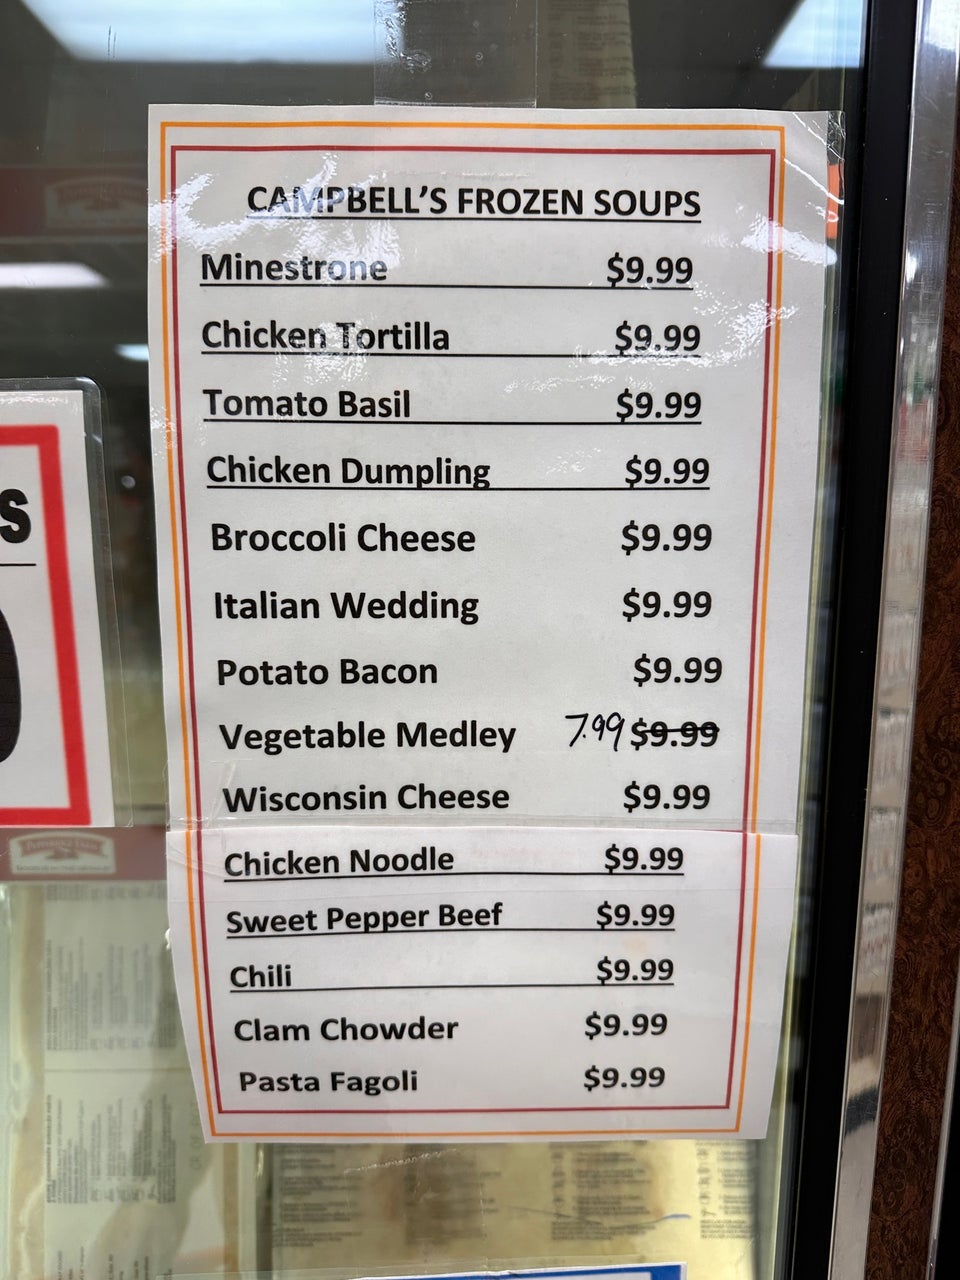 CAMPBELL'S FROZEN SOUPS
Minestrone $9.99
Chicken Tortilla $9.99
Tomato Basil $9.99
Chicken Dumpling $9.99
Broccoli Cheese $9.99
Italian Wedding $9.99
Potato Bacon $9.99
Vegetable Medley 7.99 $9.99
Wisconsin Cheese $9.99
Chicken Noodle $9.99
Sweet Pepper Beef $9.99
Chili $9.99
Clam Chowder $9.99
Pasta Fagoli $9.99
S
PEPPERIDGE FARM